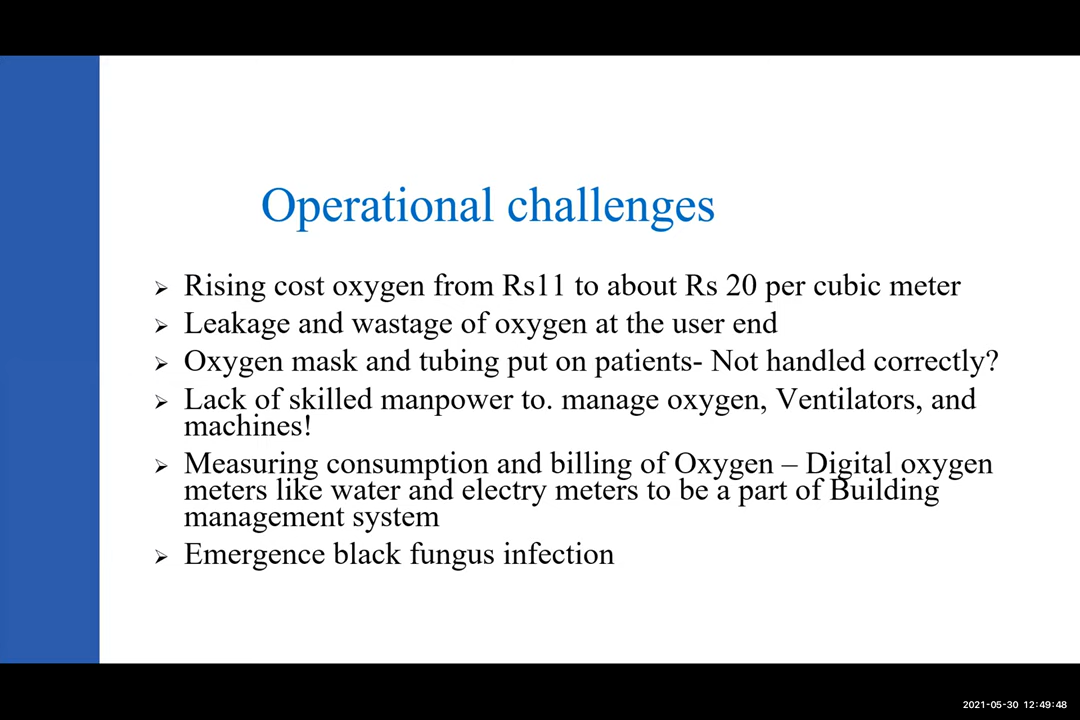 Operational challenges
➢ Rising cost oxygen from Rs11 to about Rs 20 per cubic meter
➢ Leakage and wastage of oxygen at the user end
➢ Oxygen mask and tubing put on patients- Not handled correctly?
➢ Lack of skilled manpower to. manage oxygen, Ventilators, and
machines!
➢ Measuring consumption and billing of Oxygen – Digital oxygen
meters like water and electry meters to be a part of Building
management system
➢ Emergence black fungus infection
2021-05-30 12:49:48